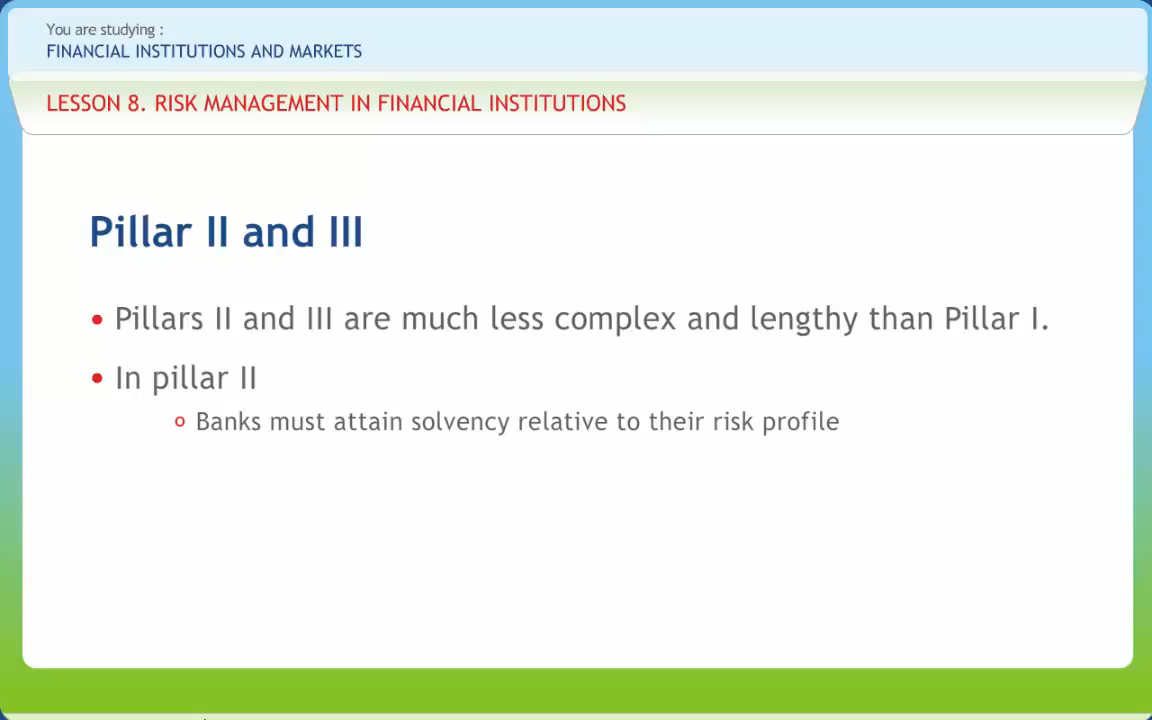 You are studying :
FINANCIAL INSTITUTIONS AND MARKETS
LESSON 8. RISK MANAGEMENT IN FINANCIAL INSTITUTIONS
Pillar II and III
• Pillars II and III are much less complex and lengthy than Pillar I.
• In pillar II
o Banks must attain solvency relative to their risk profile